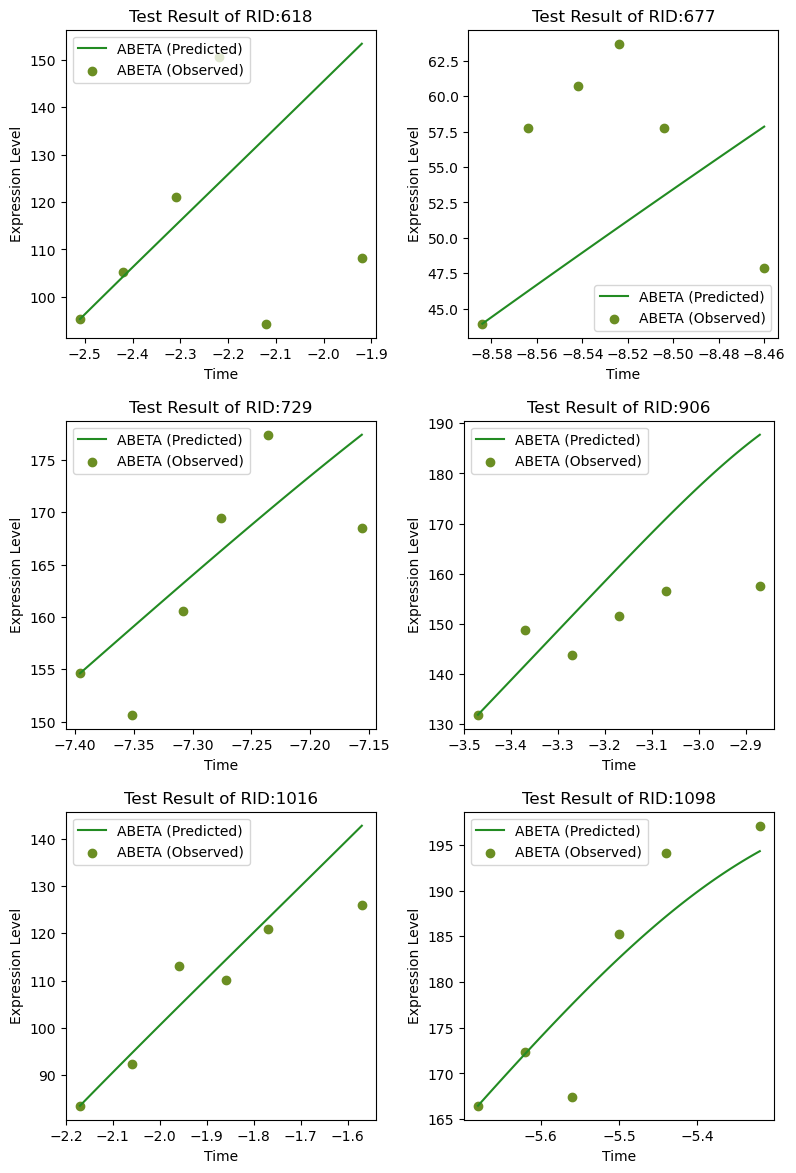 Test Result of RID:618
ABETA (Predicted)
ABETA (Observed)
150
140
130
120
110
100
Expression Level
−2.5 −2.4 −2.3 −2.2 −2.1 −2.0 −1.9
Time
Test Result of RID:677
62.5
60.0
57.5
55.0
52.5
50.0
47.5
45.0
Expression Level
ABETA (Predicted)
ABETA (Observed)
−8.58 −8.56 −8.54 −8.52 −8.50 −8.48 −8.46
Time
Test Result of RID:729
ABETA (Predicted)
ABETA (Observed)
175
170
165
160
155
150
Expression Level
−7.40 −7.35 −7.30 −7.25 −7.20 −7.15
Time
Test Result of RID:906
ABETA (Predicted)
ABETA (Observed)
190
180
170
160
150
140
130
Expression Level
−3.5 −3.4 −3.3 −3.2 −3.1 −3.0 −2.9
Time
Test Result of RID:1016
ABETA (Predicted)
ABETA (Observed)
140
130
120
110
100
90
Expression Level
−2.2 −2.1 −2.0 −1.9 −1.8 −1.7 −1.6
Time
Test Result of RID:1098
ABETA (Predicted)
ABETA (Observed)
195
190
185
180
175
170
165
Expression Level
−5.6 −5.5 −5.4
Time